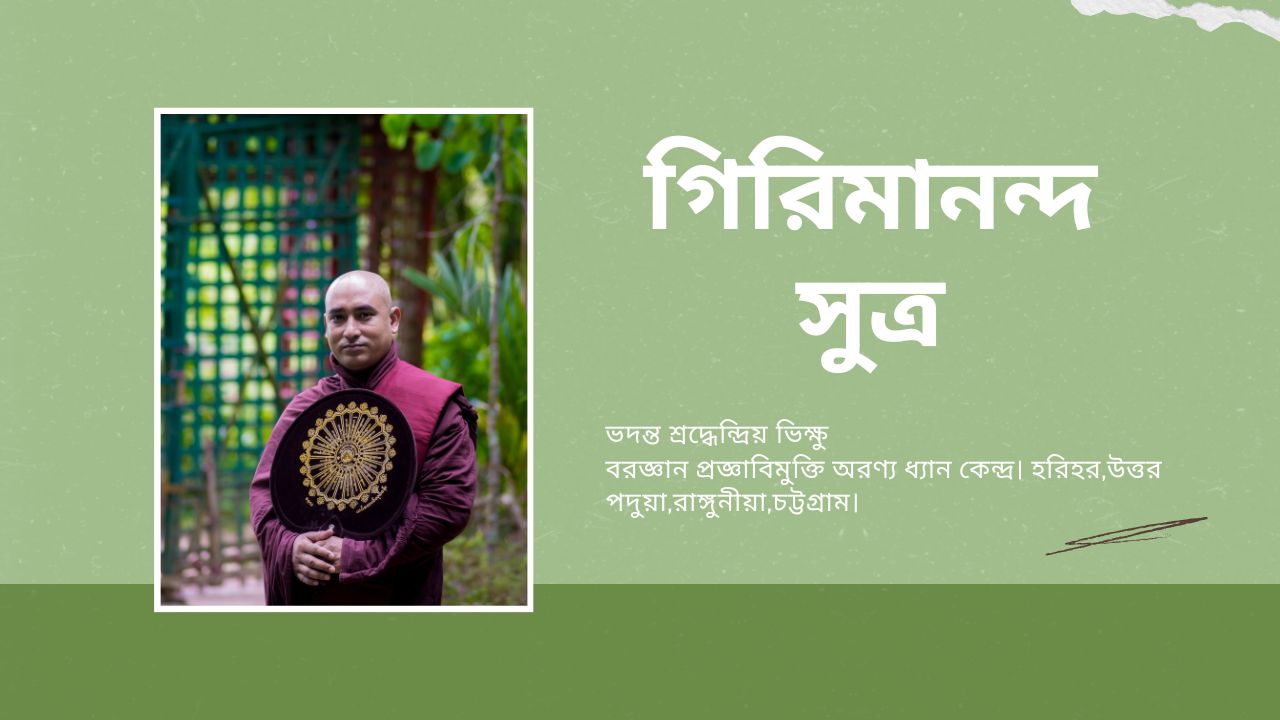 গিরিমানন্দ
সুত্র
ভদন্ত শ্রদ্ধেন্দ্রিয় ভিক্ষু
বরজ্ঞান প্রজ্ঞাবিমুক্তি অরণ্য ধ্যান কেন্দ্র| হরিহর,উত্তর
পদুয়া,রাঙ্গুনীয়া,চট্টগ্রাম।